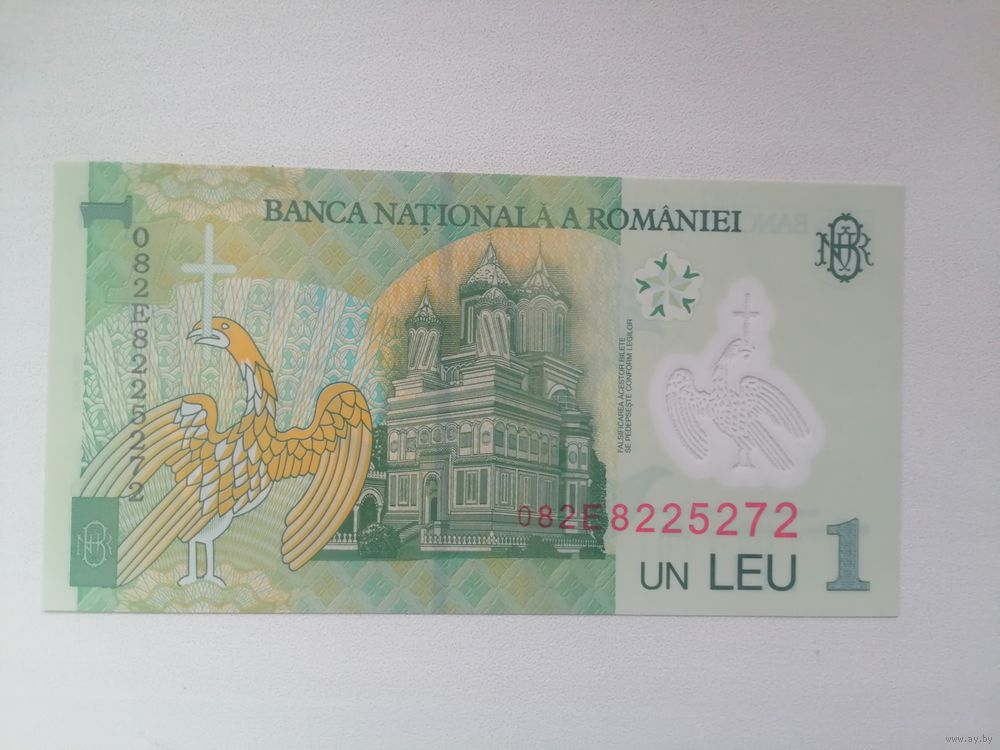 BANCA NAȚIONALĂ A ROMÂNIEI
BNR
1
082E8225272
FALSIFICAREA ACESTOR BILETE
SE PEDEPSEȘTE CONFORM LEGILOR
082E8225272
UN LEU
1
BNR
www.ay.by